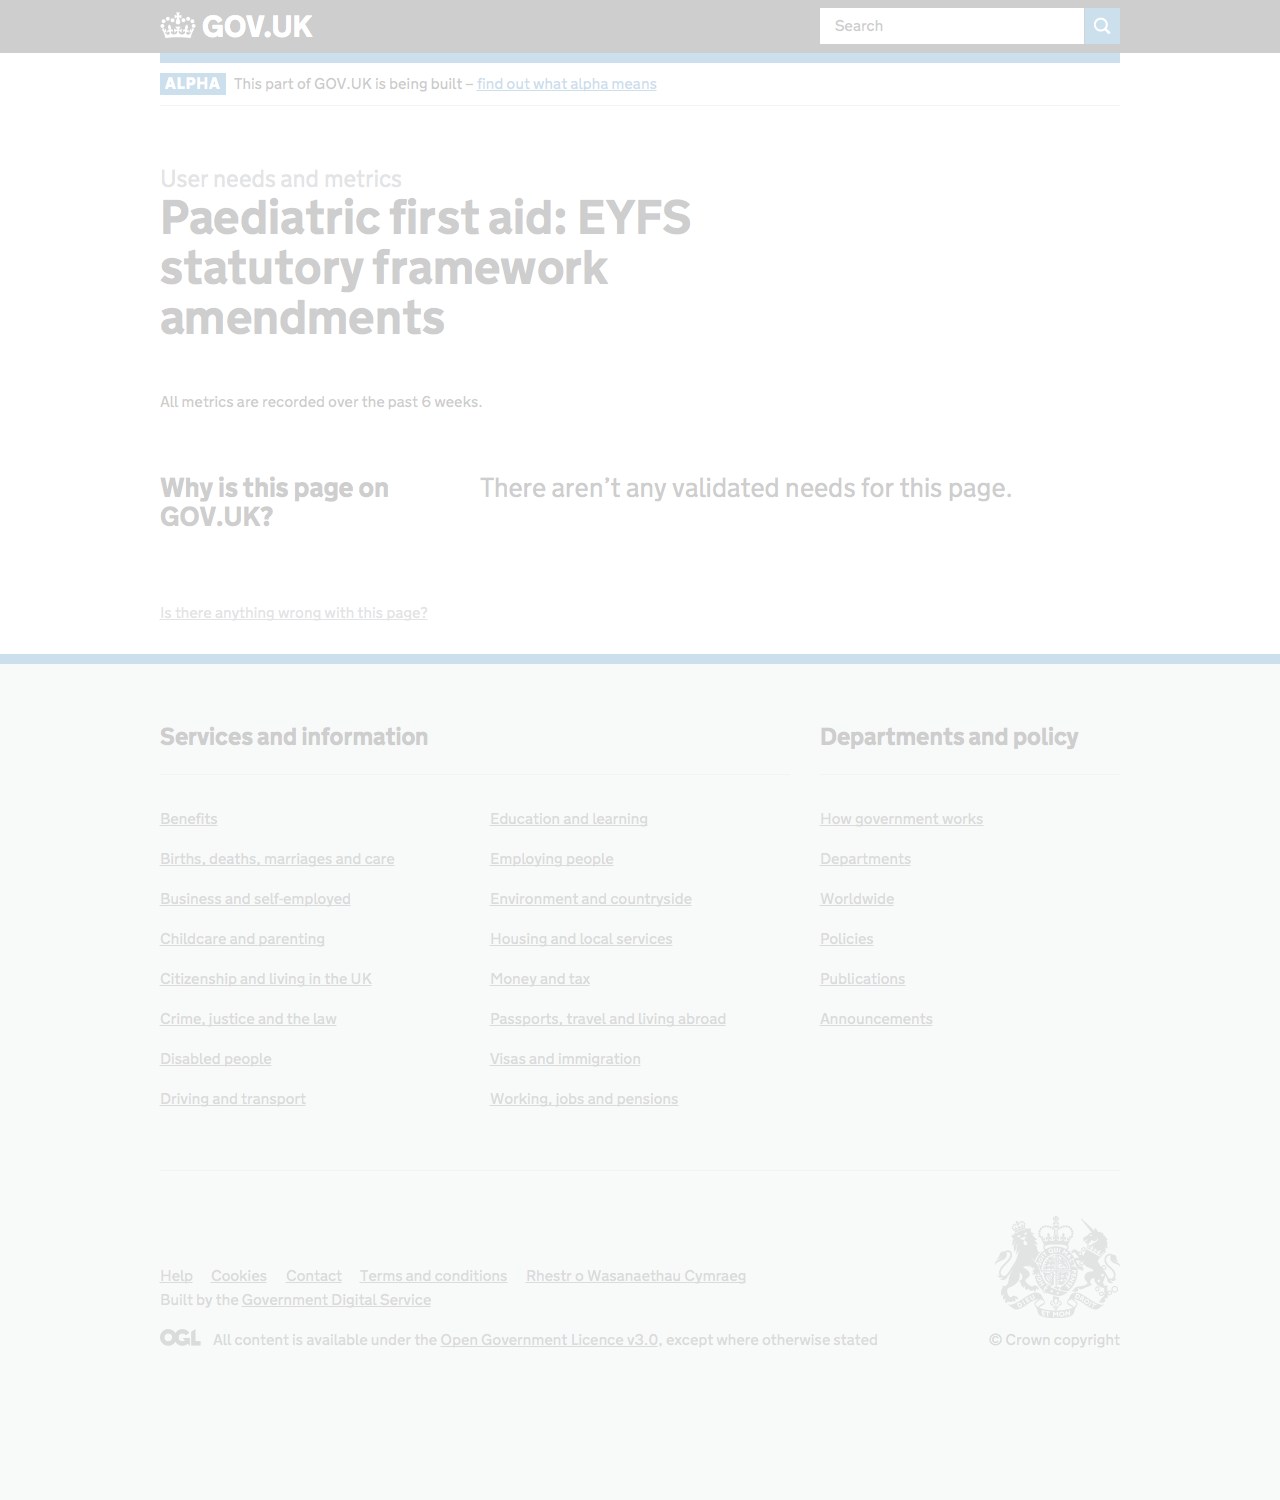 GOV.UK
Search
ALPHA This part of GOV.UK is being built – find out what alpha means
User needs and metrics
Paediatric first aid: EYFS
statutory framework
amendments
All metrics are recorded over the past 6 weeks.
Why is this page on
GOV.UK?
There aren’t any validated needs for this page.
Is there anything wrong with this page?
Services and information
Benefits
Births, deaths, marriages and care
Business and self-employed
Childcare and parenting
Citizenship and living in the UK
Crime, justice and the law
Disabled people
Driving and transport
Education and learning
Employing people
Environment and countryside
Housing and local services
Money and tax
Passports, travel and living abroad
Visas and immigration
Working, jobs and pensions
Departments and policy
How government works
Departments
Worldwide
Policies
Publications
Announcements
Help Cookies Contact Terms and conditions Rhestr o Wasanaethau Cymraeg
Built by the Government Digital Service
OGL All content is available under the Open Government Licence v3.0, except where otherwise stated
© Crown copyright